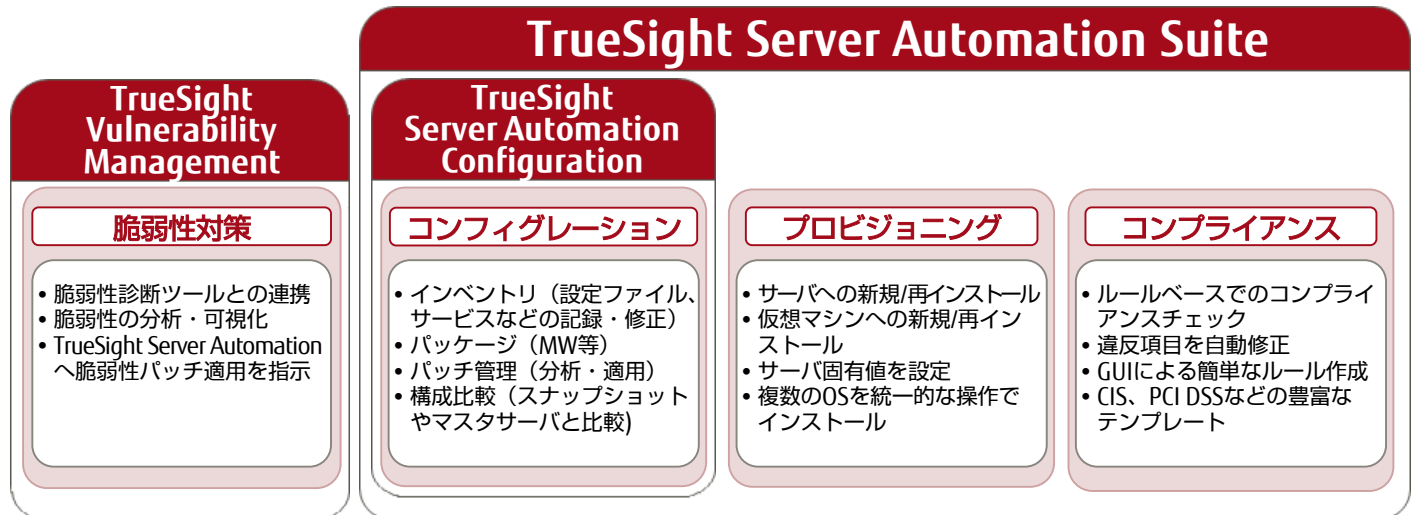 TrueSight Server Automation Suite
TrueSight
Vulnerability
Management
脆弱性対策
• 脆弱性診断ツールとの連携
• 脆弱性の分析・可視化
• TrueSight Server Automation
へ脆弱性パッチ適用を指示
TrueSight
Server Automation
Configuration
コンフィグレーション
• インベントリ（設定ファイル、
サービスなどの記録・修正）
• パッケージ（MW等）
• パッチ管理（分析・適用）
• 構成比較（スナップショット
やマスタサーバと比較)
プロビジョニング
• サーバへの新規/再インストール
• 仮想マシンへの新規/再イン
ストール
• サーバ固有値を設定
• 複数のOSを統一的な操作で
インストール
コンプライアンス
• ルールベースでのコンプライ
アンスチェック
• 違反項目を自動修正
• GUIによる簡単なルール作成
• CIS、PCI DSSなどの豊富な
テンプレート